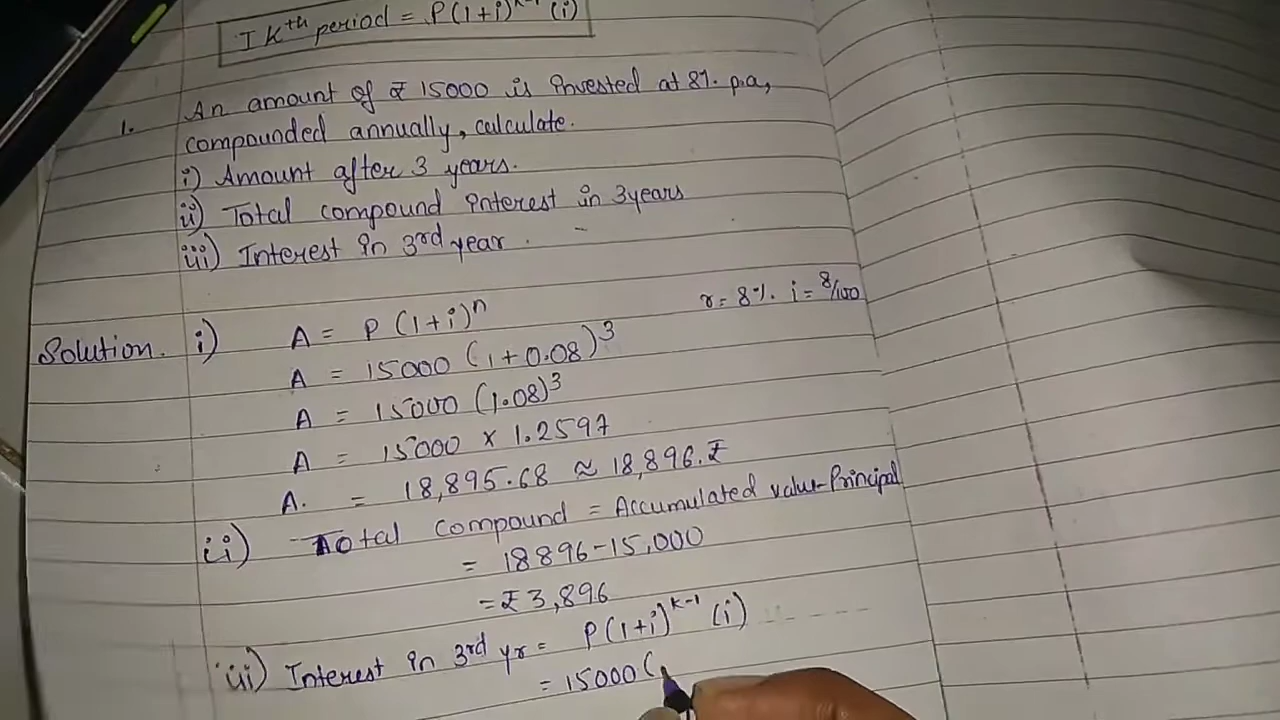 I Kth period = P(1+i)^k-1 (i)
1. An amount of ₹ 15000 is invested at 8%. p.a,
compounded annually, calculate.
i) Amount after 3 years.
ii) Total compound interest in 3years
iii) Interest in 3rd year.
r = 8%. i = 8/100
Solution. i) A = P (1+i)^n
A = 15000 (1+0.08)^3
A = 15000 (1.08)^3
A = 15000 × 1.2597
A. = 18,895.68 ≈ 18,896.₹
ii) Total compound = Accumulated value-Principal
= 18896-15,000
=₹3,896
iii) Interest in 3rd yr = P(1+i)^k-1 (i)
= 15000 (